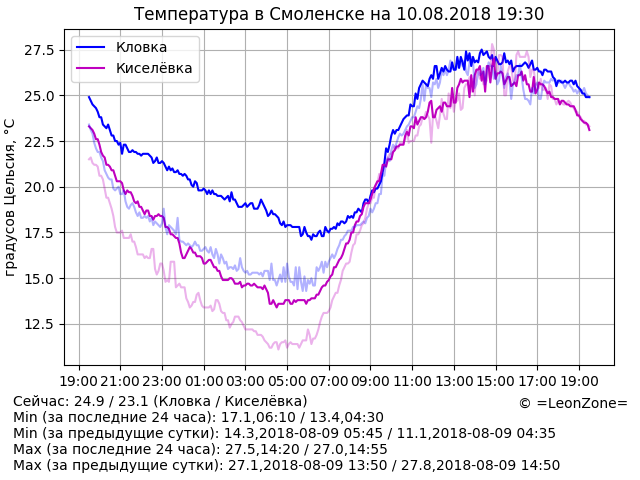 Температура в Смоленске на 10.08.2018 19:30
Кловка
Киселёвка
27.5
25.0
22.5
20.0
17.5
15.0
12.5
градусов Цельсия, °C
19:00 21:00 23:00 01:00 03:00 05:00 07:00 09:00 11:00 13:00 15:00 17:00 19:00
Сейчас: 24.9 / 23.1 (Кловка / Киселёвка)
© =LeonZone=
Min (за последние 24 часа): 17.1,06:10 / 13.4,04:30
Min (за предыдущие сутки): 14.3,2018-08-09 05:45 / 11.1,2018-08-09 04:35
Max (за последние 24 часа): 27.5,14:20 / 27.0,14:55
Max (за предыдущие сутки): 27.1,2018-08-09 13:50 / 27.8,2018-08-09 14:50